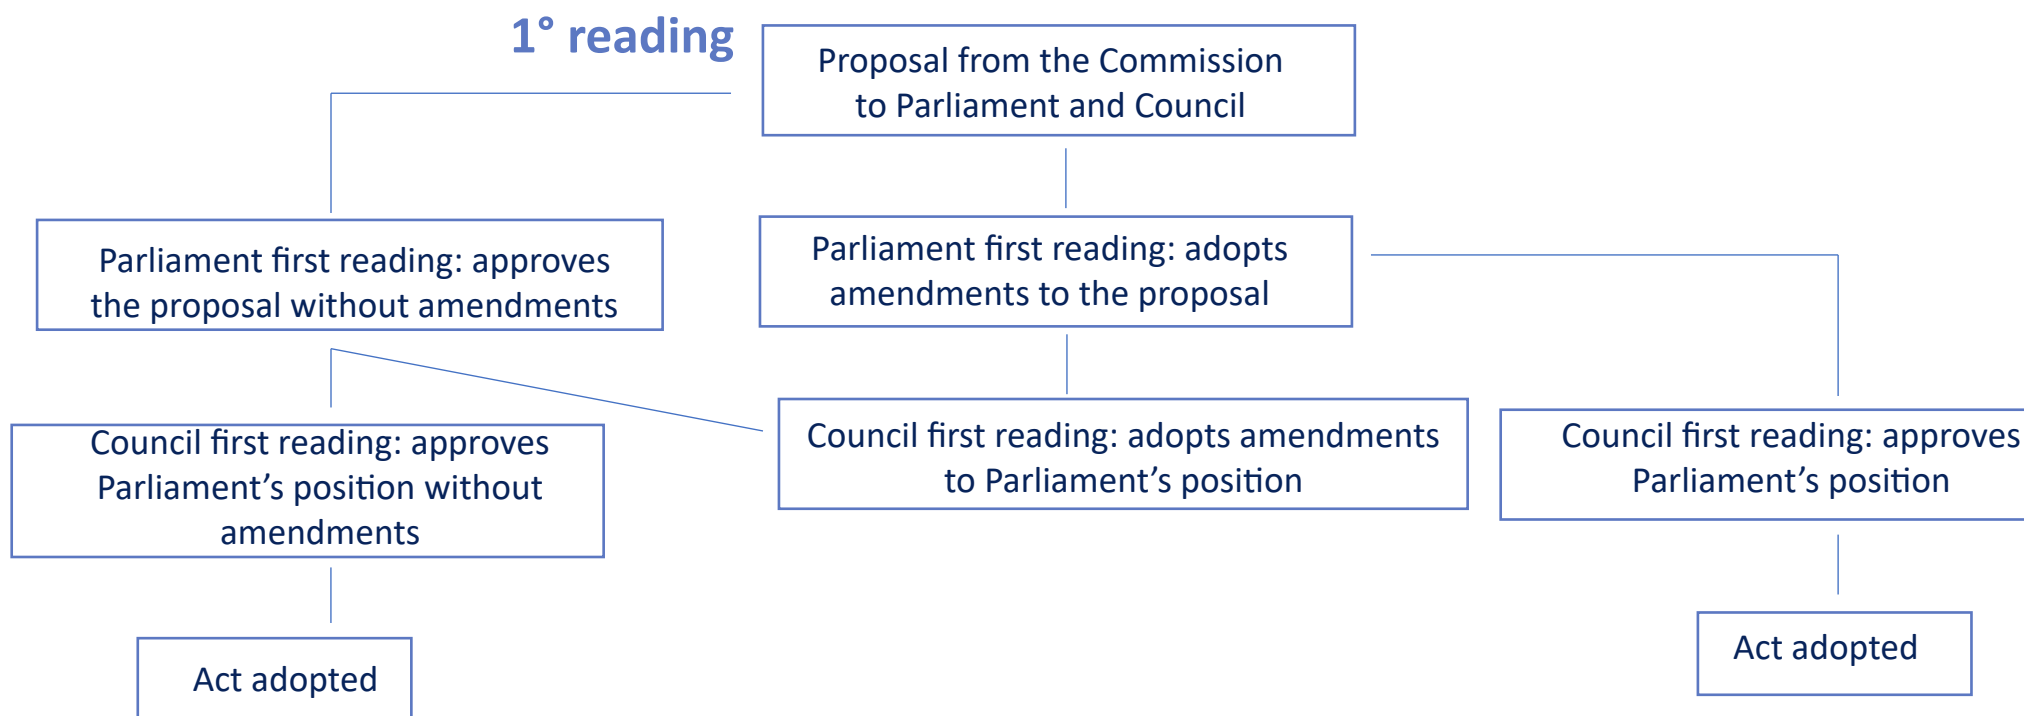 1° reading
Proposal from the Commission
to Parliament and Council
Parliament first reading: approves
the proposal without amendments
Parliament first reading: adopts
amendments to the proposal
Council first reading: approves
Parliament’s position without
amendments
Council first reading: adopts amendments
to Parliament’s position
Council first reading: approves
Parliament’s position
Act adopted
Act adopted